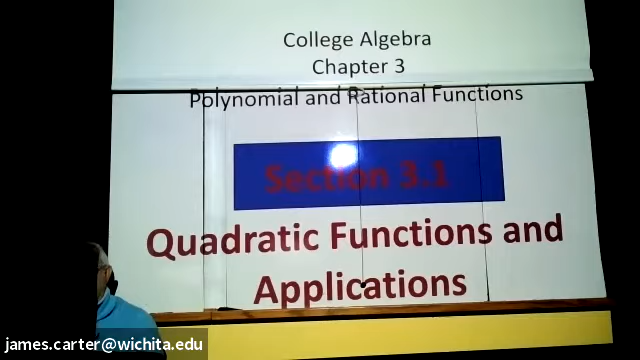 College Algebra
Chapter 3
Polynomial and Rational Functions
Section 3.1
Quadratic Functions and
Applications
james.carter@wichita.edu